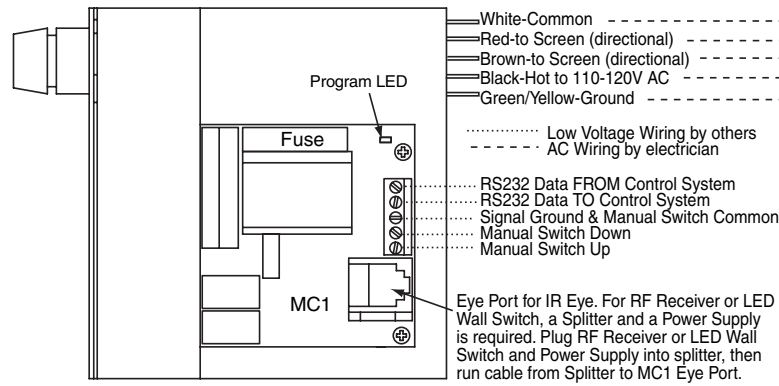 White-Common
Red-to Screen (directional)
Brown-to Screen (directional)
Black-Hot to 110-120V AC
Green/Yellow-Ground
Program LED
Fuse
Low Voltage Wiring by others
AC Wiring by electrician
RS232 Data FROM Control System
RS232 Data TO Control System
Signal Ground & Manual Switch Common
Manual Switch Down
Manual Switch Up
MC1
Eye Port for IR Eye. For RF Receiver or LED
Wall Switch, a Splitter and a Power Supply
is required. Plug RF Receiver or LED Wall
Switch and Power Supply into splitter, then
run cable from Splitter to MC1 Eye Port.